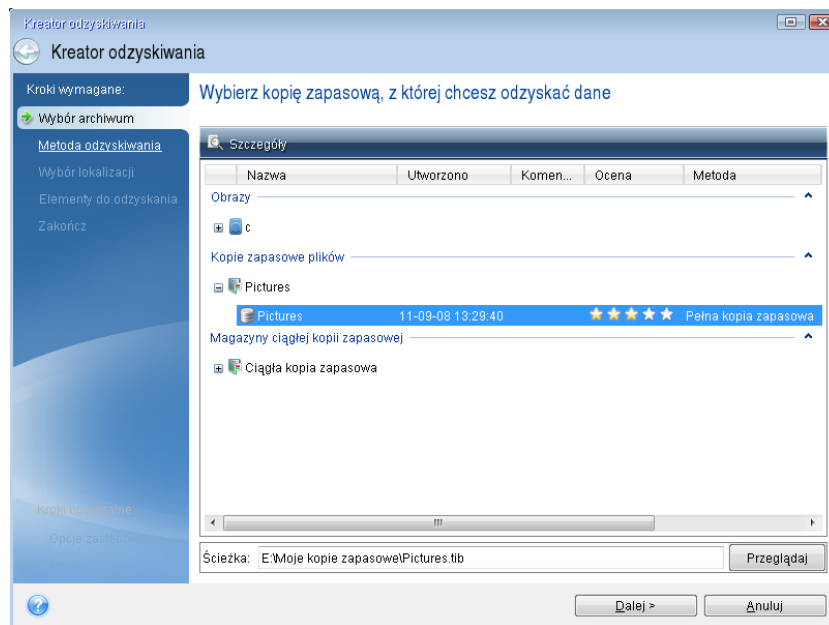 Kreator odzyskiwania
Kreator odzyskiwania
Kroki wymagane:
Wybór archiwum
Metoda odzyskiwania
Wybór lokalizacji
Elementy do odzyskania
Zakończ
Wybierz kopię zapasową, z której chcesz odzyskać dane
Szczegóły
Nazwa Utworzono Komen... Ocena Metoda
Obrazy
c
Kopie zapasowe plików
Pictures
Pictures 11-09-08 13:29:40 Pełna kopia zapasowa
Magazyny ciągłej kopii zapasowej
Ciągła kopia zapasowa
Kroki opcjonalne:
Opcje
Ścieżka: E:\Moje kopie zapasowe\Pictures.tib Przeglądaj
Dalej > Anuluj